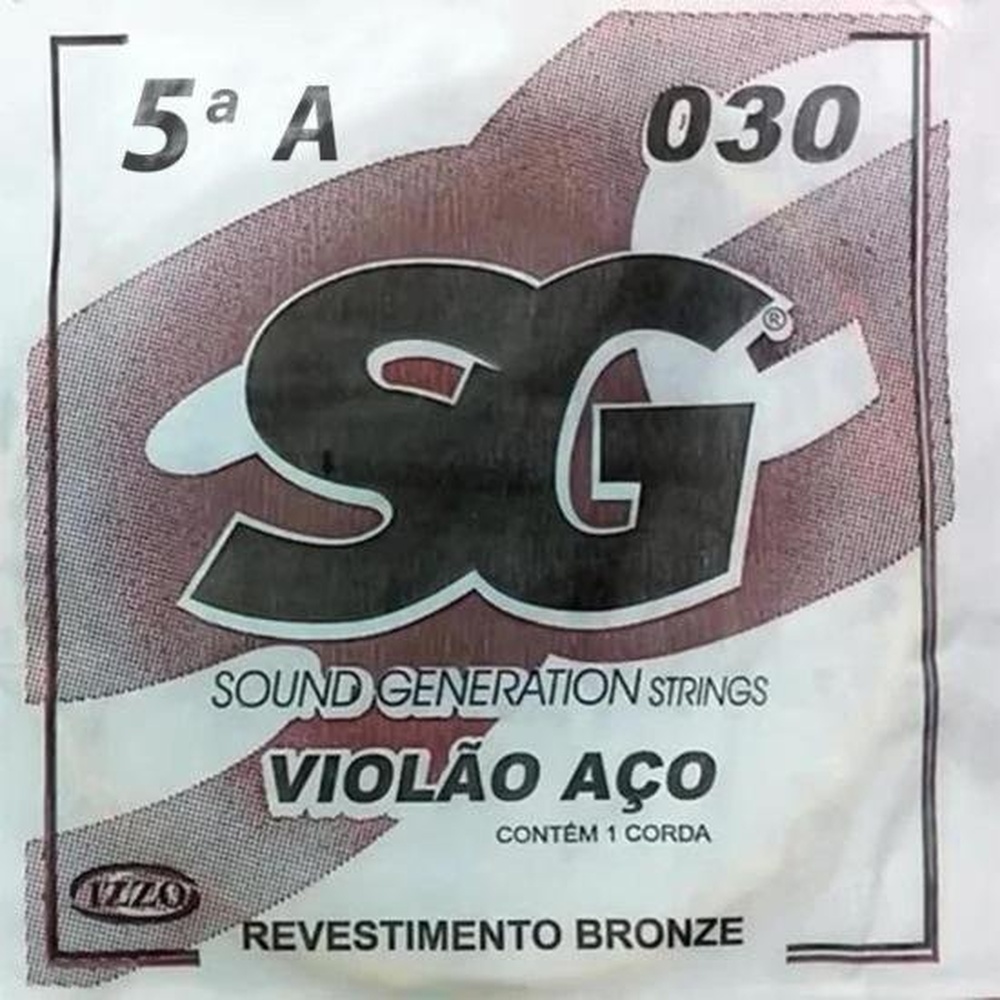 5ª A 030
SG®
SOUND GENERATION STRINGS
VIOLÃO AÇO
CONTÉM 1 CORDA
IZZO
REVESTIMENTO BRONZE